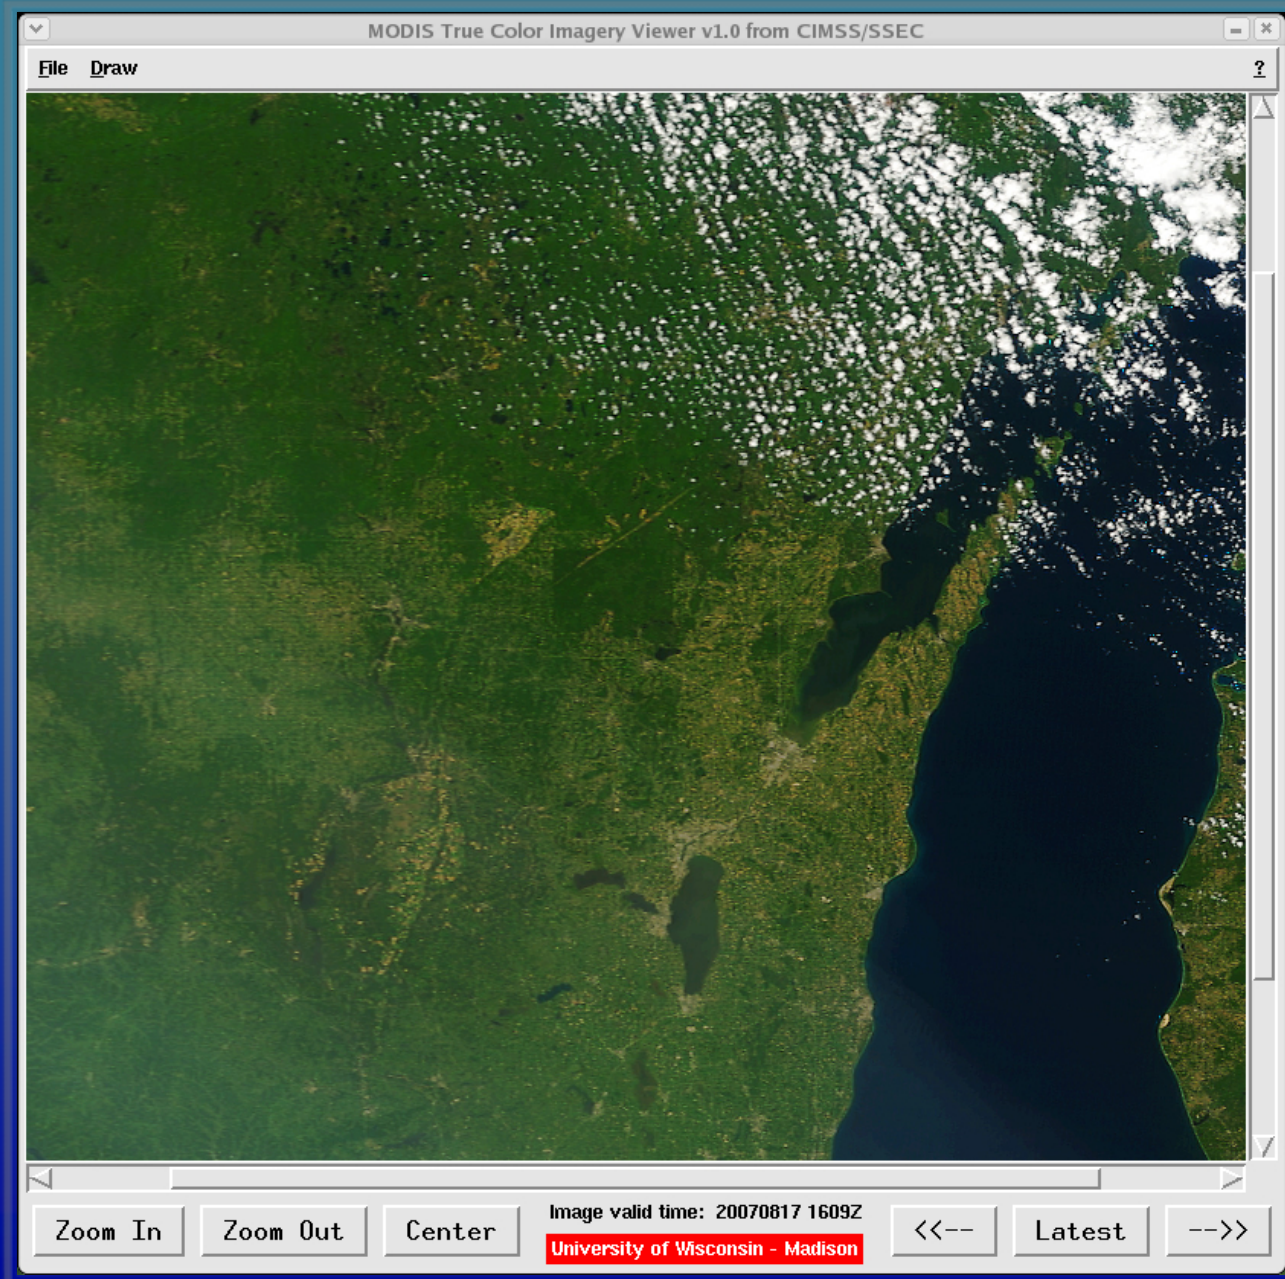 MODIS True Color Imagery Viewer v1.0 from CIMSS/SSEC
File Draw ?
Zoom In Zoom Out Center Image valid time: 20070817 1609Z <<-- Latest -->>
University of Wisconsin - Madison